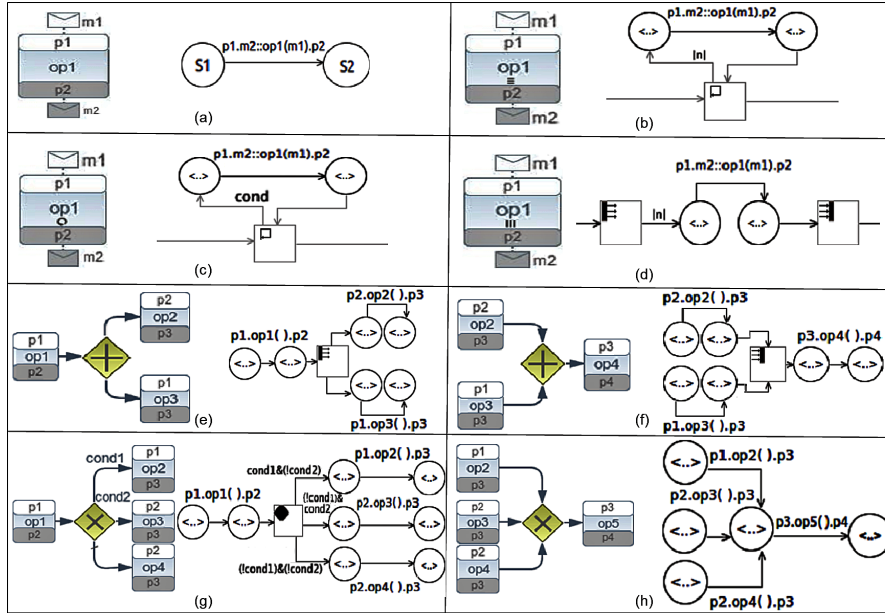 m1
p1
op1
p2
m2
p1.m2::op1(m1).p2
S1
S2
(a)
m1
p1
op1
p2
m2
p1.m2::op1(m1).p2
<..>
<..>
|n|
(b)
m1
p1
op1
p2
m2
p1.m2::op1(m1).p2
<..>
<..>
cond
(c)
m1
p1
op1
p2
m2
p1.m2::op1(m1).p2
|n|
<..>
<..>
(d)
p1
op1
p2
p2
op2
p3
p1
op3
p3
p1.op1( ).p2
<..>
<..>
p2.op2( ).p3
<..>
<..>
<..>
<..>
p1.op3( ).p3
(e)
p2
op2
p3
p1
op3
p3
p3
op4
p4
p2.op2( ).p3
<..>
<..>
<..>
<..>
p1.op3( ).p3
p3.op4( ).p4
<..>
<..>
(f)
p1
op1
p2
cond1
cond2
p1
op2
p3
p2
op3
p3
p2
op4
p3
p1.op1( ).p2
<..>
<..>
cond1&(!cond2)
(!cond1)&
cond2
(!cond1)&(!cond2)
p1.op2( ).p3
<..>
<..>
p2.op3().p3
<..>
<..>
<..>
<..>
p2.op4( ).p3
(g)
p1
op2
p3
p2
op3
p3
p2
op4
p3
p3
op5
p4
<..>
p1.op2( ).p3
p2.op3( ).p3
<..>
<..>
p3.op5().p4
<..>
<..>
p2.op4( ).p3
(h)